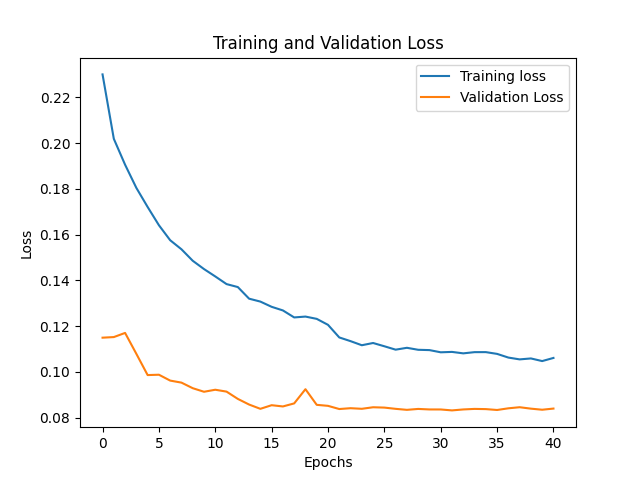 Training and Validation Loss
Training loss
Validation Loss
0.22
0.20
0.18
0.16
0.14
0.12
0.10
0.08
Loss
0 5 10 15 20 25 30 35 40
Epochs